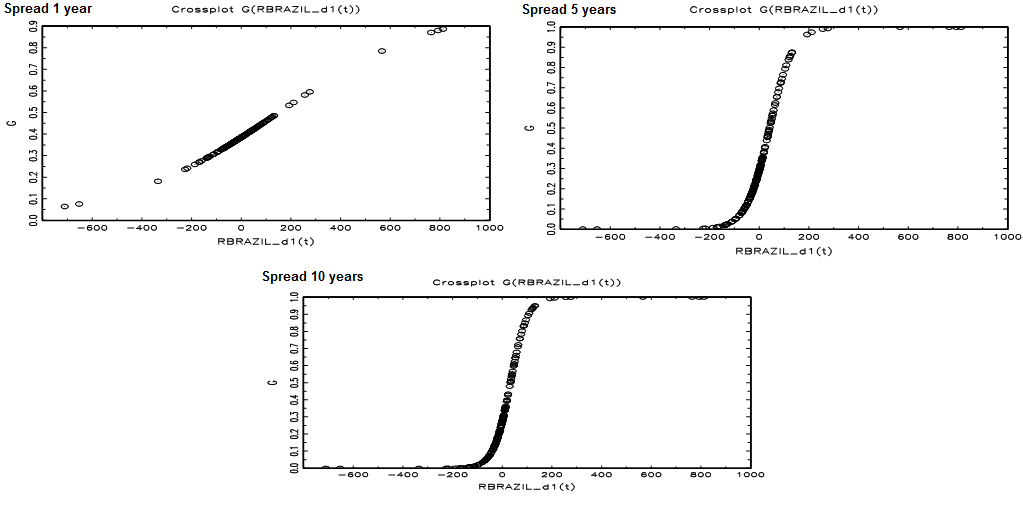 Spread 1 year
Crossplot G(RBRAZIL_d1(t))
G
0.0 0.1 0.2 0.3 0.4 0.5 0.6 0.7 0.8 0.9
-600 -400 -200 0 200 400 600 800 1000
RBRAZIL_d1(t)
Spread 5 years
Crossplot G(RBRAZIL_d1(t))
G
0.0 0.1 0.2 0.3 0.4 0.5 0.6 0.7 0.8 0.9 1.0
-600 -400 -200 0 200 400 600 800 1000
RBRAZIL_d1(t)
Spread 10 years
Crossplot G(RBRAZIL_d1(t))
G
0.0 0.1 0.2 0.3 0.4 0.5 0.6 0.7 0.8 0.9 1.0
-600 -400 -200 0 200 400 600 800 1000
RBRAZIL_d1(t)